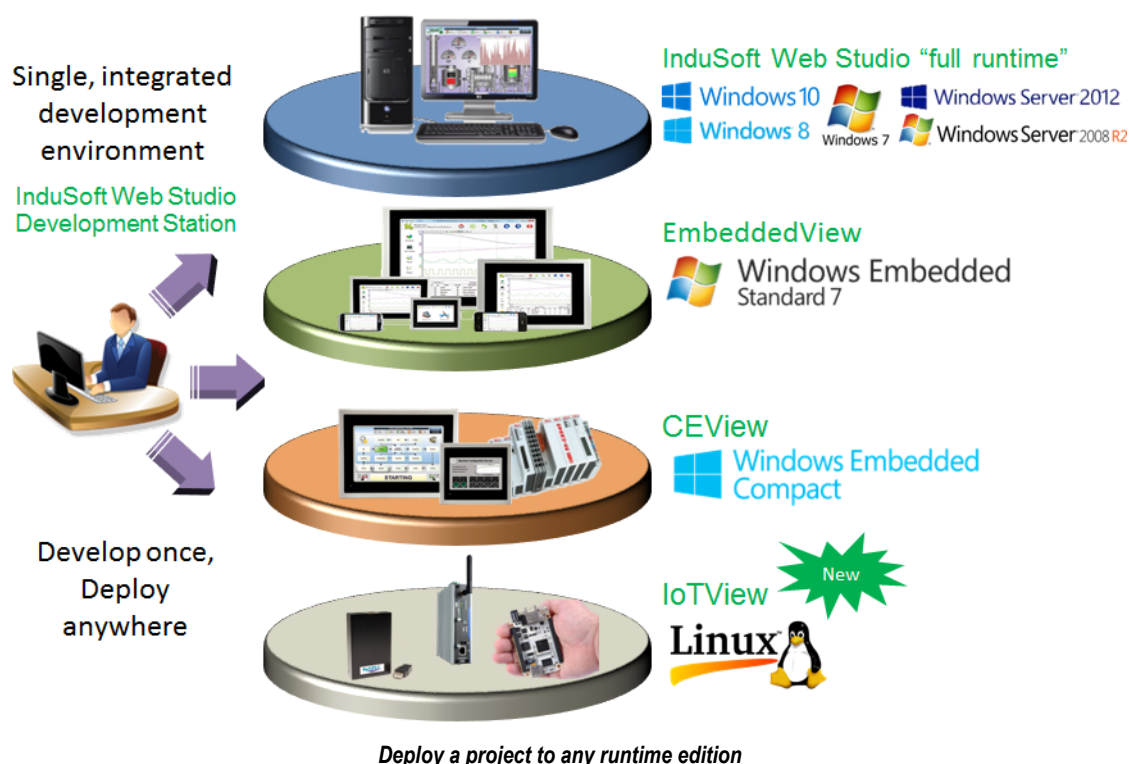 Single, integrated
development
environment
InduSoft Web Studio
Development Station
Develop once,
Deploy
anywhere
InduSoft Web Studio “full runtime”
Windows 10
Windows 8
Windows 7
Windows Server 2012
Windows Server 2008 R2
EmbeddedView
Windows Embedded
Standard 7
STARTING
CEView
Windows Embedded
Compact
New
IoTView
Linux
Deploy a project to any runtime edition